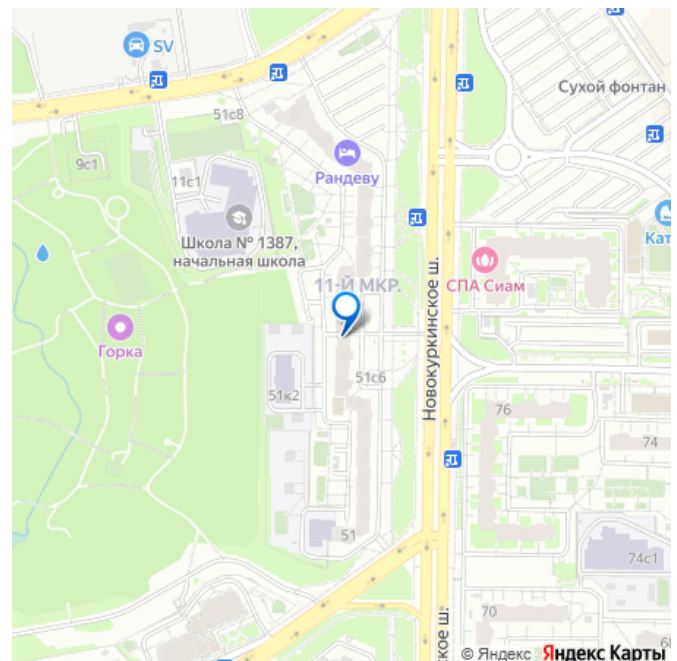 SV
Сухой фонтан
51с8
9с1
11с1
Рандеву
Школа № 1387,
начальная школа
Кат
СПА Сиам
11-Й МКР.
Новокуркинское ш.
Горка
51с6
51к2
76
74
51
74с1
70
ское ш.
© Яндекс Яндекс Карты